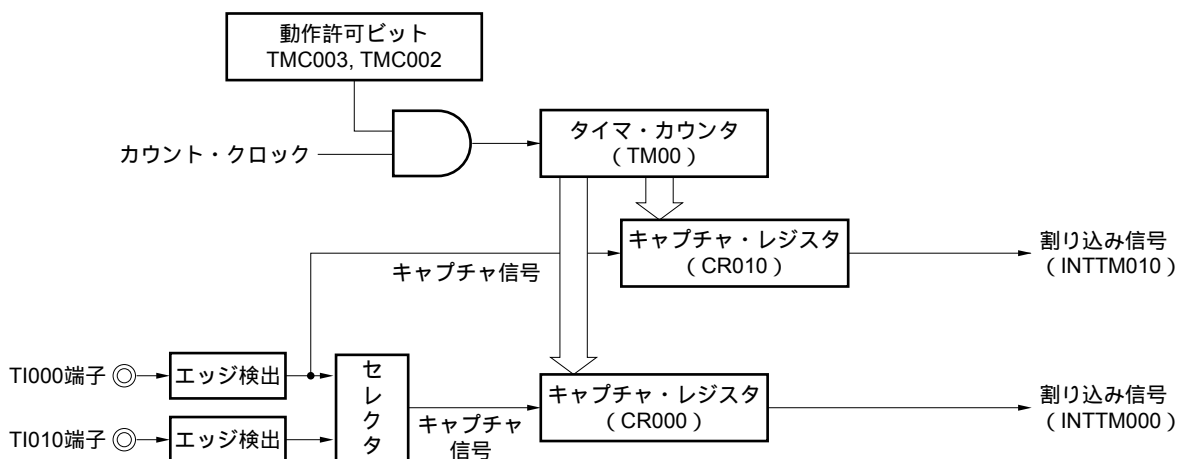 動作許可ビット
TMC003, TMC002
カウント・クロック
タイマ・カウンタ
（TM00）
キャプチャ・レジスタ
（CR010）
割り込み信号
（INTTM010）
キャプチャ信号
TI000端子
エッジ検出
セレクタ
キャプチャ・レジスタ
（CR000）
割り込み信号
（INTTM000）
TI010端子
エッジ検出
キャプチャ
信号